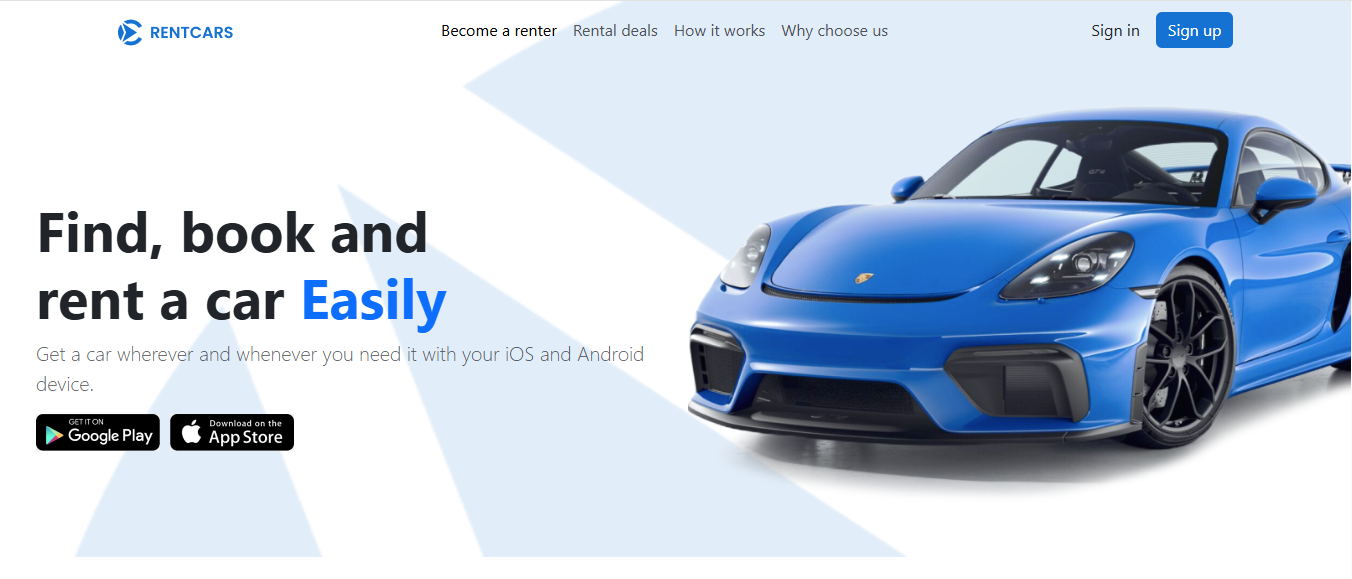 RENTCARS
Become a renter
Rental deals
How it works
Why choose us
Sign in
Sign up
Find, book and
rent a car Easily
Get a car wherever and whenever you need it with your iOS and Android
device.
GET IT ON
Google Play
Download on the
App Store